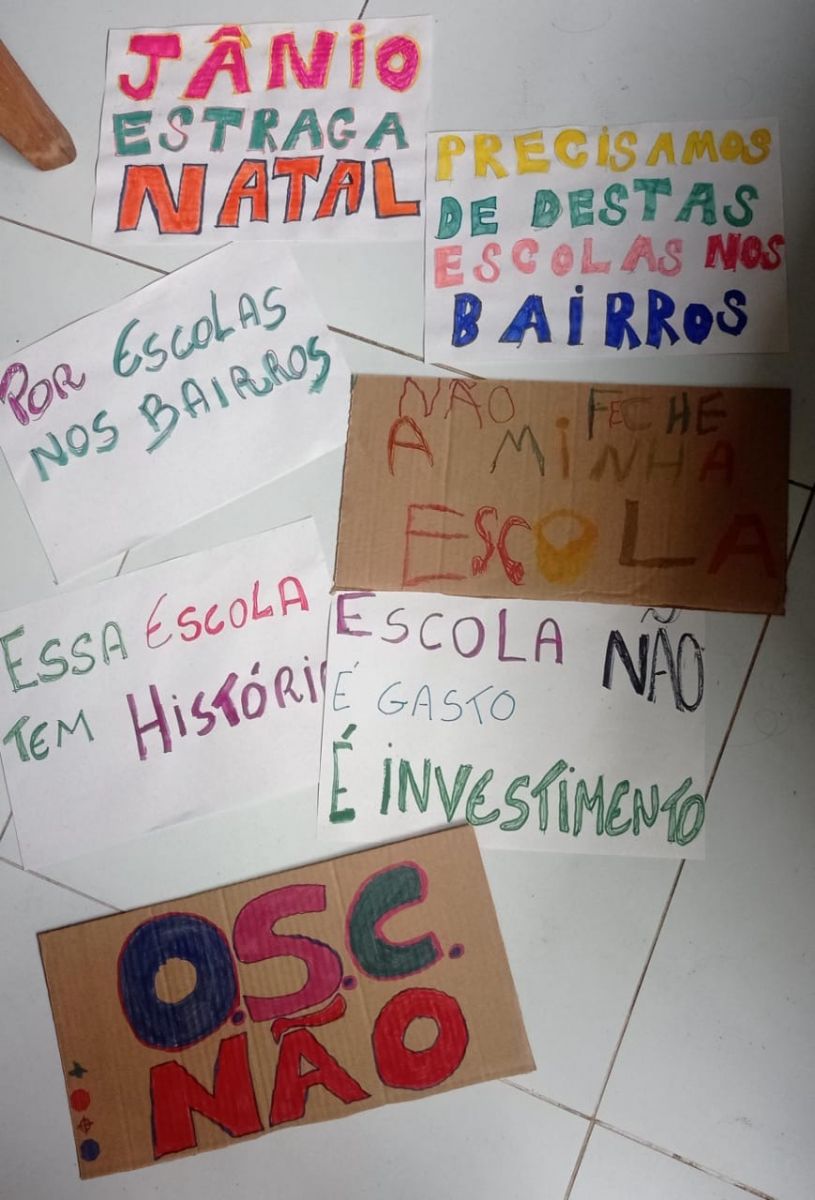 JÂNIO
ESTRAGA
NATAL
PRECISAMOS
DE DESTAS
ESCOLAS NOS
BAIRROS
POR ESCOLAS
NOS BAIRROS
NÃO FECHE
A MINHA
ESCOLA
ESSA ESCOLA
TEM HISTÓRI
ESCOLA NÃO
É GASTO
É INVESTIMENTO
O.S.C.
NÃO